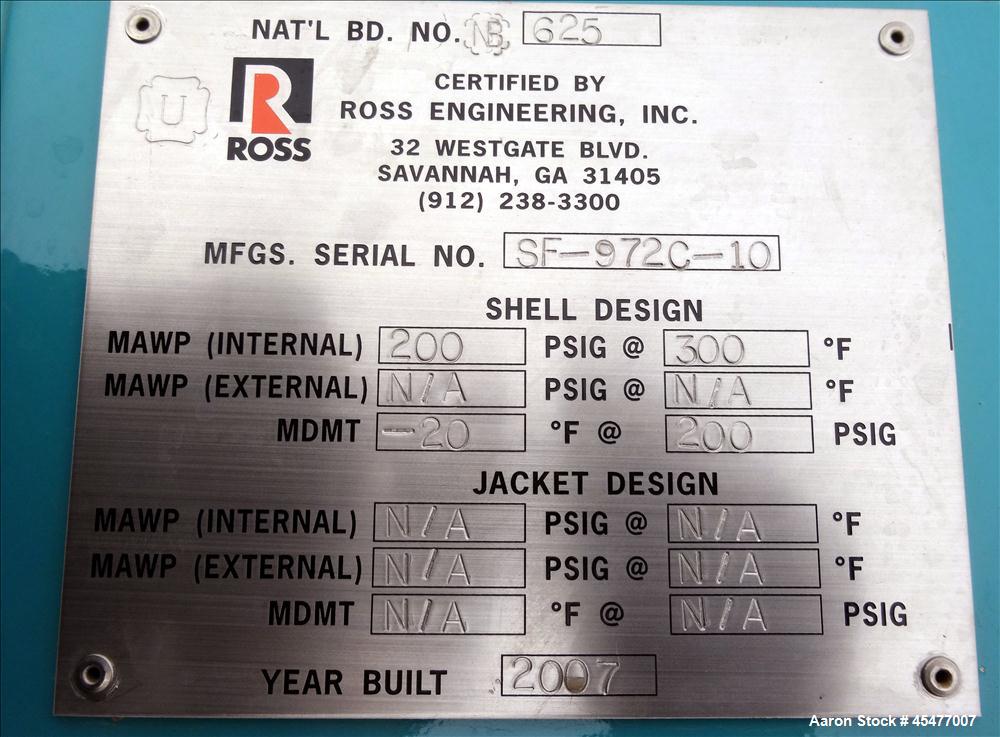 NAT'L BD. NO. NB 625
U
R
ROSS
CERTIFIED BY
ROSS ENGINEERING, INC.
32 WESTGATE BLVD.
SAVANNAH, GA 31405
(912) 238-3300
MFGS. SERIAL NO. SF-972C-10
SHELL DESIGN
MAWP (INTERNAL) 200 PSIG @ 300 °F
MAWP (EXTERNAL) N/A PSIG @ N/A °F
MDMT -20 °F @ 200 PSIG
JACKET DESIGN
MAWP (INTERNAL) N/A PSIG @ N/A °F
MAWP (EXTERNAL) N/A PSIG @ N/A °F
MDMT N/A °F @ N/A PSIG
YEAR BUILT 2007
Aaron Stock # 45477007